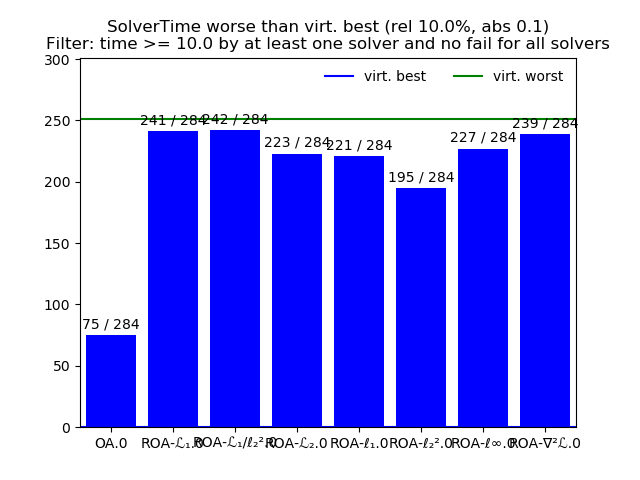 SolverTime worse than virt. best (rel 10.0%, abs 0.1)
Filter: time >= 10.0 by at least one solver and no fail for all solvers
300
250
200
150
100
50
0
virt. best
virt. worst
75 / 284
241 / 284
242 / 284
223 / 284
221 / 284
195 / 284
227 / 284
239 / 284
OA.0
ROA-ℒ₁.0
ROA-ℒ₁/ℓ₂².0
ROA-ℒ₂.0
ROA-ℓ₁.0
ROA-ℓ₂².0
ROA-ℓ∞.0
ROA-∇²ℒ.0